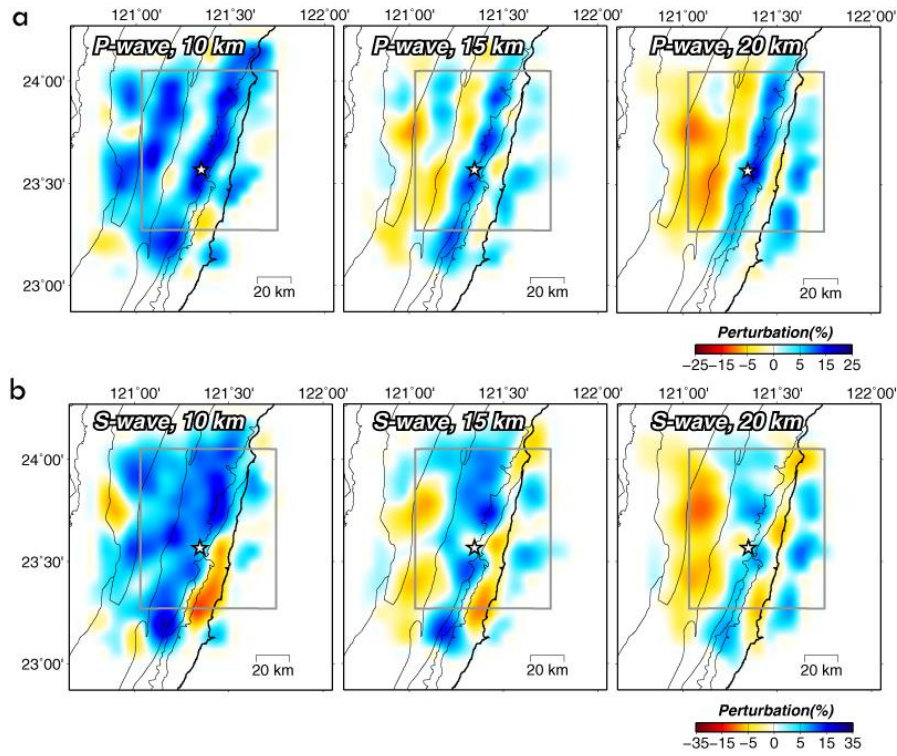 a
121°00' 121°30' 122°00' 121°00' 121°30' 122°00' 121°00' 121°30' 122°00'
P-wave, 10 km P-wave, 15 km P-wave, 20 km
24°00'
23°30'
23°00'
20 km 20 km 20 km
Perturbation(%)
−25−15 −5 0 5 15 25
b
121°00' 121°30' 122°00' 121°00' 121°30' 122°00' 121°00' 121°30' 122°00'
S-wave, 10 km S-wave, 15 km S-wave, 20 km
24°00'
23°30'
23°00'
20 km 20 km 20 km
Perturbation(%)
−35−15 −5 0 5 15 35